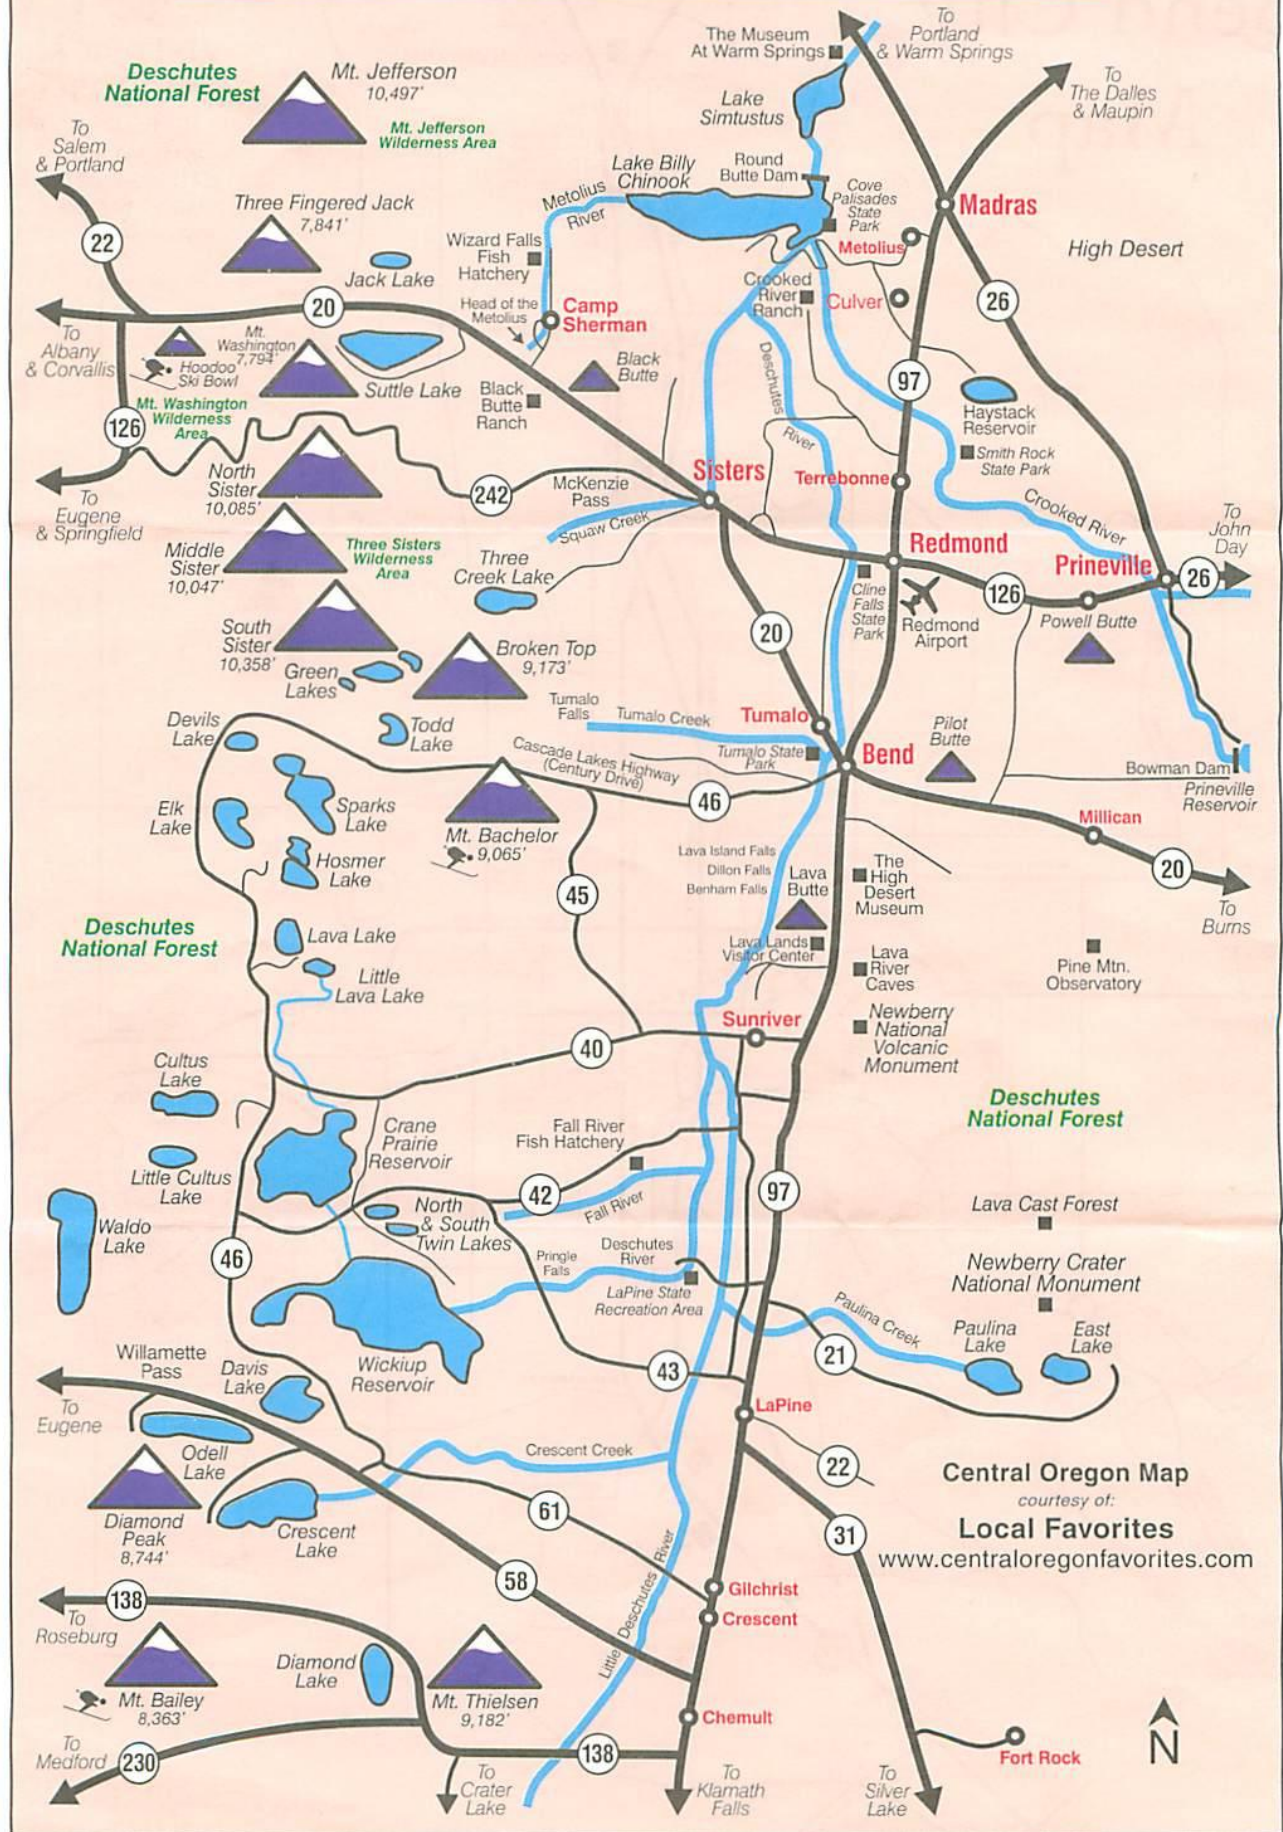 To
Portland
& Warm Springs
The Museum
At Warm Springs
To
The Dalles
& Maupin
Deschutes
National Forest
Mt. Jefferson
10,497'
Mt. Jefferson
Wilderness Area
Lake
Simtustus
To
Salem
& Portland
Round
Butte Dam
Lake Billy
Chinook
Metolius
River
Cove
Palisades
State
Park
Madras
Three Fingered Jack
7,841'
22
Wizard Falls
Fish
Hatchery
Metolius
High Desert
Jack Lake
Crooked
River
Ranch
Culver
26
20
Head of the
Metolius
Camp
Sherman
To
Albany
& Corvallis
Mt.
Washington
7,794'
Hoodoo
Ski Bowl
Suttle Lake
Black
Butte
Black
Butte
Ranch
Deschutes
River
97
Haystack
Reservoir
Mt. Washington
Wilderness
Area
126
Smith Rock
State Park
North
Sister
10,085'
242
McKenzie
Pass
Sisters
Terrebonne
Squaw Creek
Crooked River
To
Eugene
& Springfield
To
John
Day
Middle
Sister
10,047'
Three Sisters
Wilderness
Area
Three
Creek Lake
Redmond
Prineville
26
Cline
Falls
State
Park
Redmond
Airport
126
Powell Butte
South
Sister
10,358'
20
Green
Lakes
Broken Top
9,173'
Tumalo
Falls
Tumalo Creek
Tumalo
Devils
Lake
Todd
Lake
Tumalo State
Park
Bend
Pilot
Butte
Cascade Lakes Highway
(Century Drive)
46
Bowman Dam
Prineville
Reservoir
Elk
Lake
Sparks
Lake
Mt. Bachelor
9,065'
Millican
20
To
Burns
Hosmer
Lake
Lava Island Falls
Dillon Falls
Benham Falls
Lava
Butte
The
High
Desert
Museum
45
Deschutes
National Forest
Lava Lake
Lava Lands
Visitor Center
Lava
River
Caves
Pine Mtn.
Observatory
Little
Lava Lake
Sunriver
Newberry
National
Volcanic
Monument
40
Cultus
Lake
Deschutes
National Forest
Crane
Prairie
Reservoir
Fall River
Fish Hatchery
Little Cultus
Lake
42
Fall River
97
Waldo
Lake
North
& South
Twin Lakes
Lava Cast Forest
46
Pringle
Falls
Deschutes
River
LaPine State
Recreation Area
Newberry Crater
National Monument
Paulina Creek
Paulina
Lake
East
Lake
Willamette
Pass
Davis
Lake
Wickiup
Reservoir
43
21
To
Eugene
LaPine
Odell
Lake
Crescent Creek
22
Central Oregon Map
courtesy of:
Local Favorites
www.centraloregonfavorites.com
Diamond
Peak
8,744'
Crescent
Lake
61
31
58
Gilchrist
Crescent
138
To
Roseburg
Little Deschutes River
Mt. Bailey
8,363'
Diamond
Lake
Mt. Thielsen
9,182'
Chemult
To
Medford
230
138
Fort Rock
N
To
Crater
Lake
To
Klamath
Falls
To
Silver
Lake